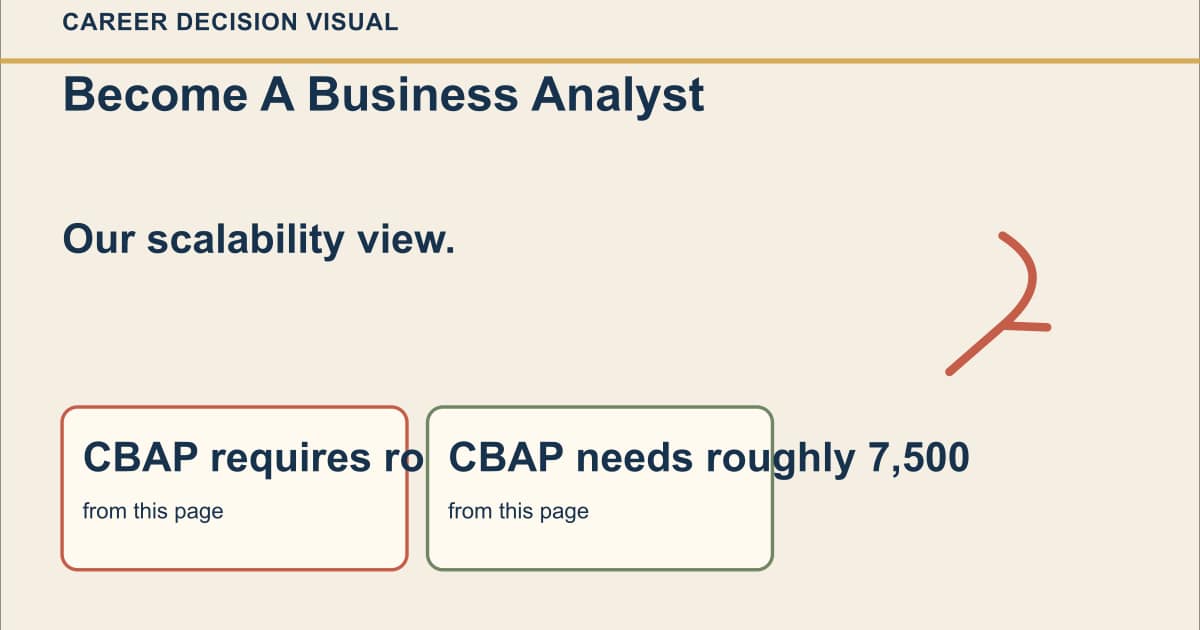 CAREER DECISION VISUAL
Become A Business Analyst
Our scalability view.
CBAP requires ro
CBAP needs roughly 7,500
from this page
from this page